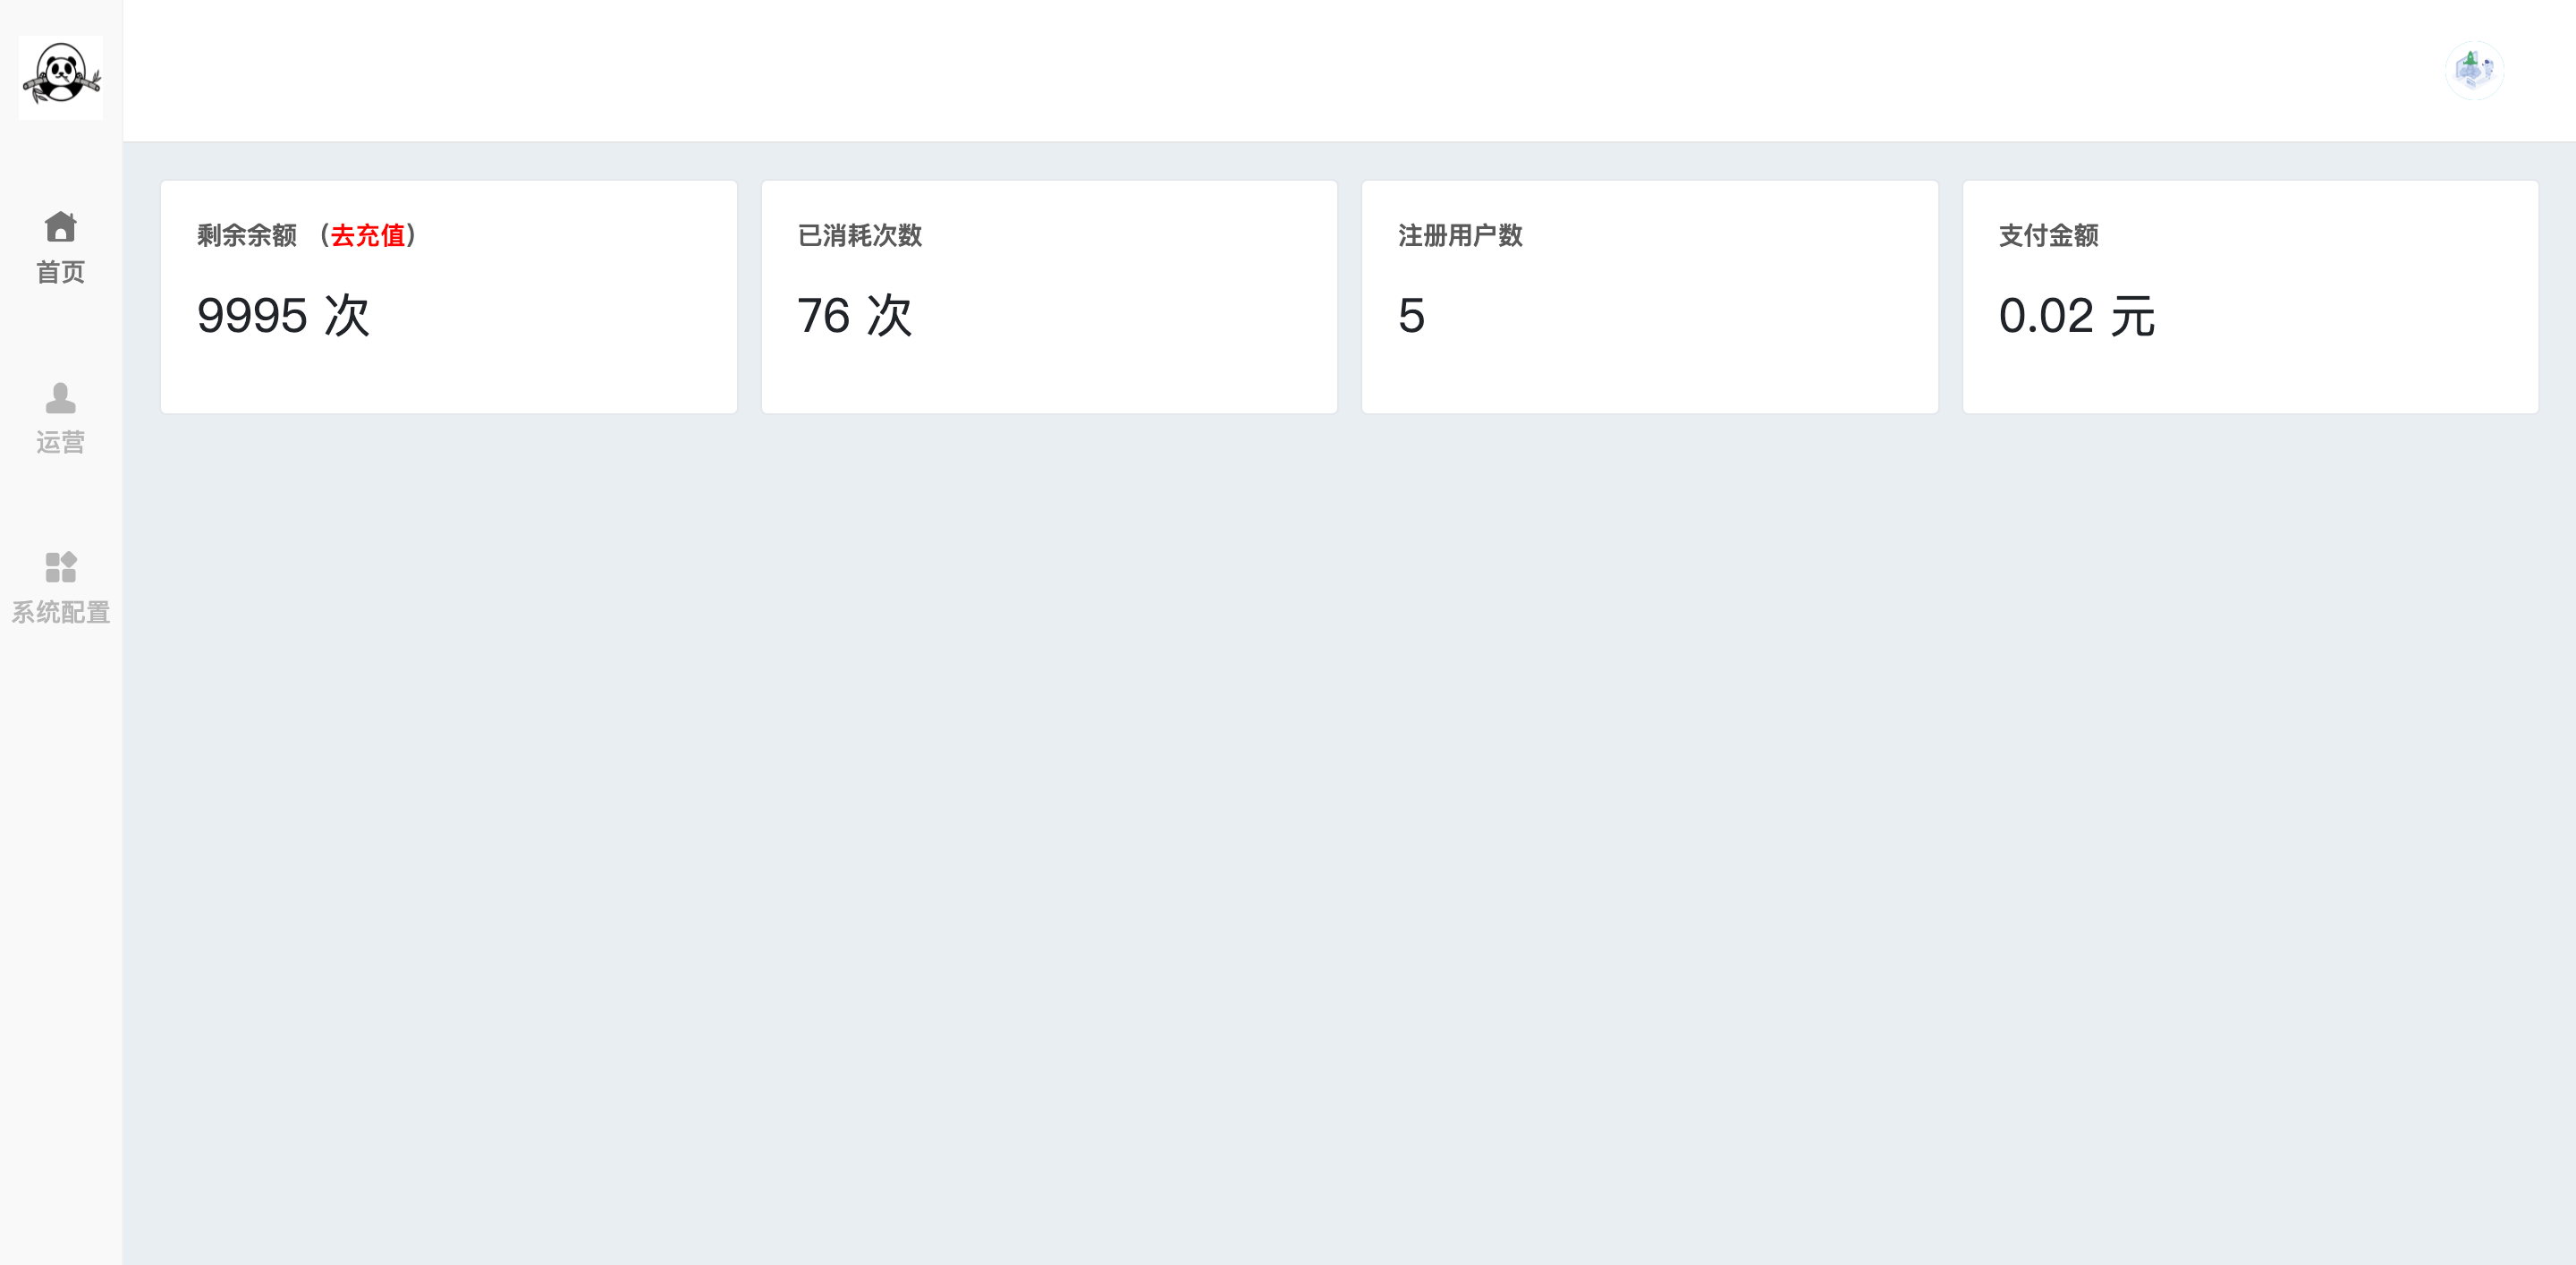 首页
运营
系统配置
剩余余额 （去充值）
9995 次
已消耗次数
76 次
注册用户数
5
支付金额
0.02 元